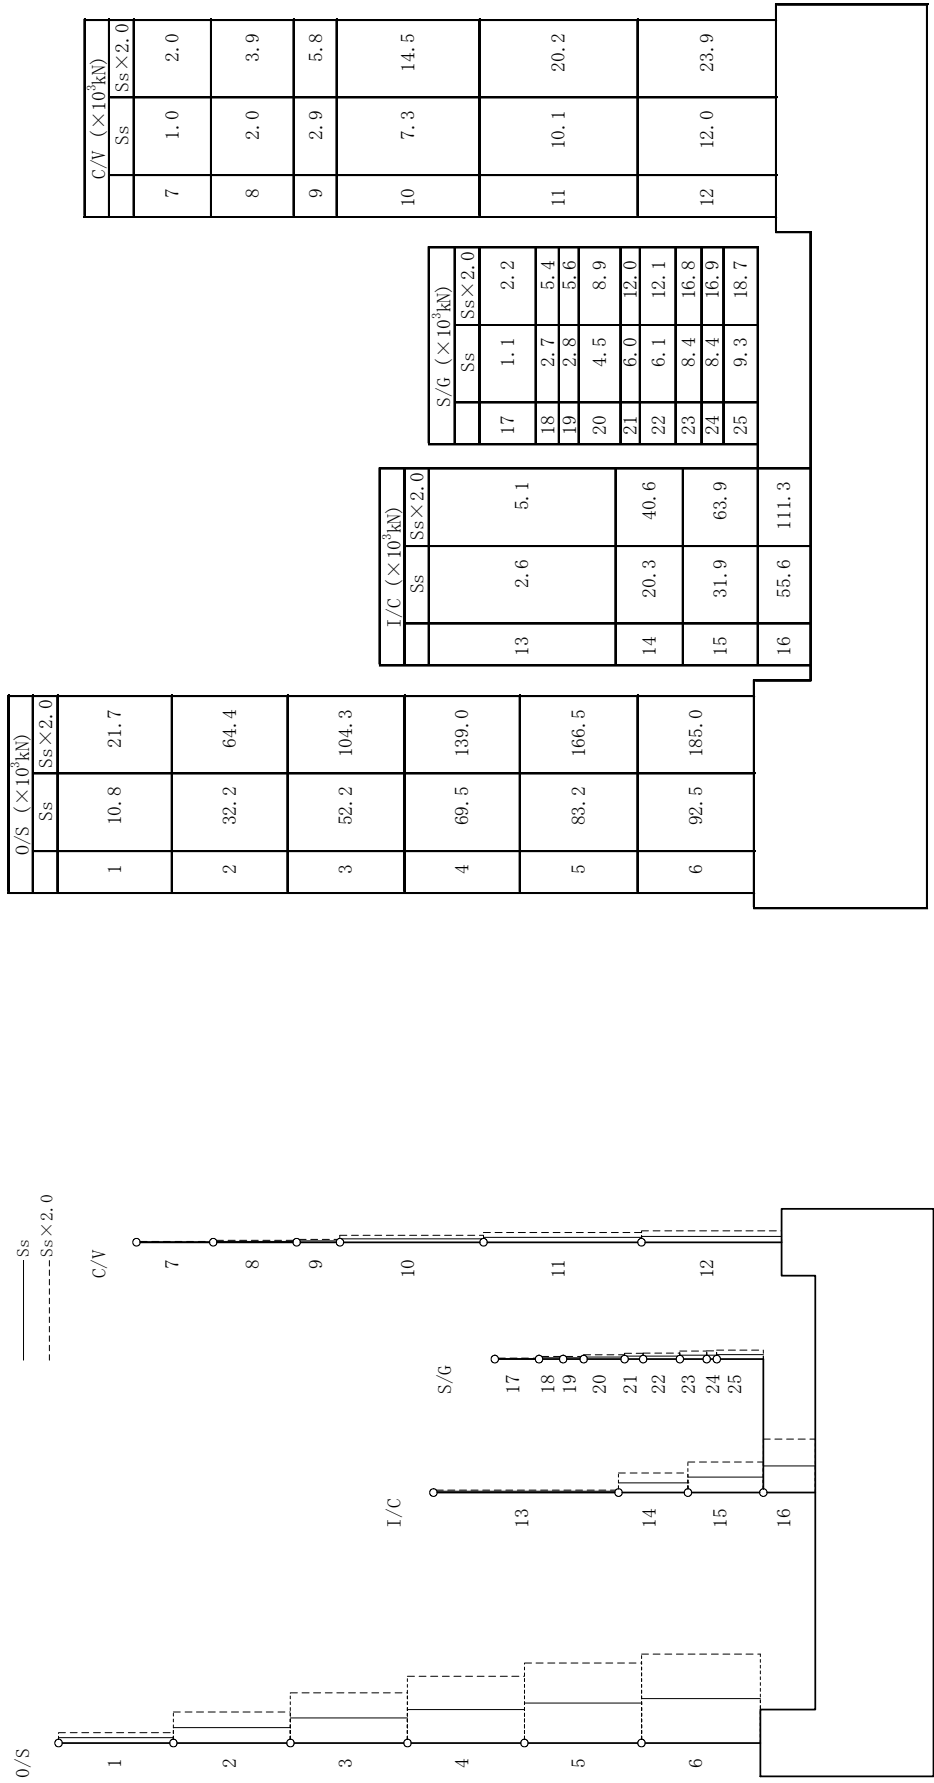 Ss
Ss×2.0
O/S
1
2
3
4
5
6
I/C
13
14
15
16
S/G
17
18
19
20
21
22
23
24
25
C/V
7
8
9
10
11
12
O/S (×10³kN)
Ss Ss×2.0
1 10.8 21.7
2 32.2 64.4
3 52.2 104.3
4 69.5 139.0
5 83.2 166.5
6 92.5 185.0
I/C (×10³kN)
Ss Ss×2.0
13 2.6 5.1
14 20.3 40.6
15 31.9 63.9
16 55.6 111.3
S/G (×10³kN)
Ss Ss×2.0
17 1.1 2.2
18 2.7 5.4
19 2.8 5.6
20 4.5 8.9
21 6.0 12.0
22 6.1 12.1
23 8.4 16.8
24 8.4 16.9
25 9.3 18.7
C/V (×10³kN)
Ss Ss×2.0
7 1.0 2.0
8 2.0 3.9
9 2.9 5.8
10 7.3 14.5
11 10.1 20.2
12 12.0 23.9